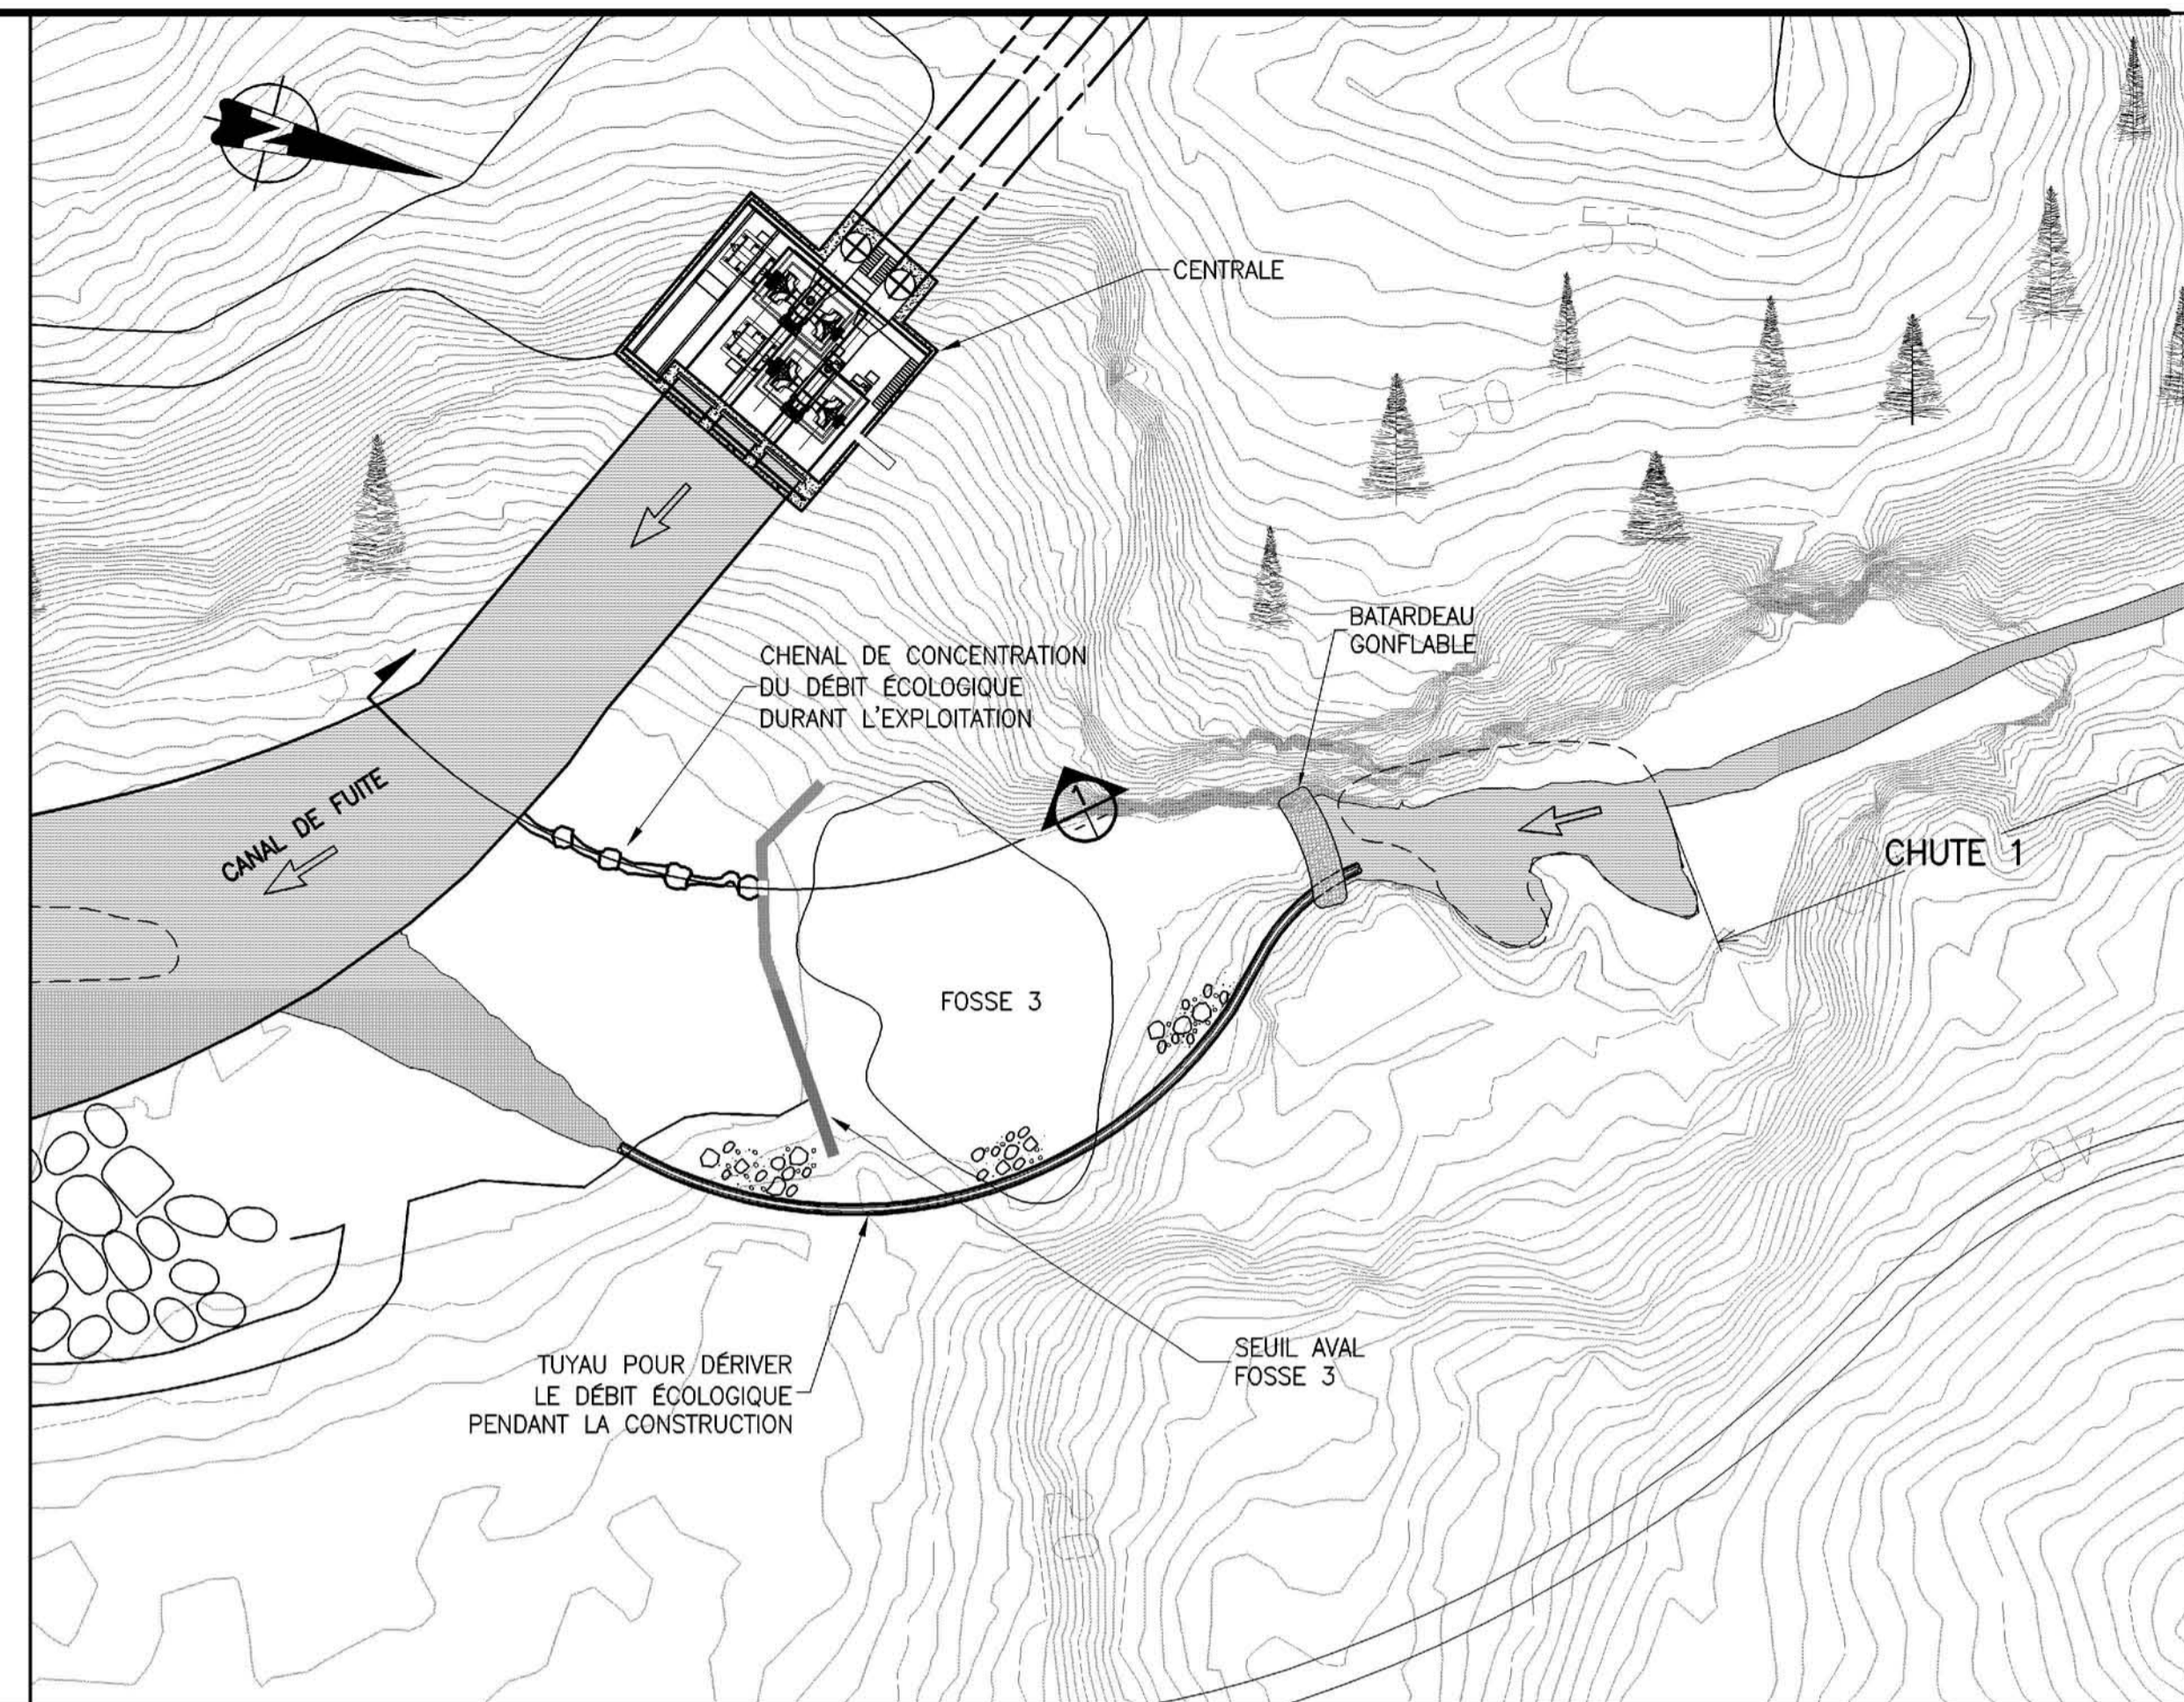 CENTRALE
55
50
BATARDEAU
GONFLABLE
CHENAL DE CONCENTRATION
DU DÉBIT ÉCOLOGIQUE
DURANT L'EXPLOITATION
CANAL DE FUITE
1
CHUTE 1
FOSSE 3
40
TUYAU POUR DÉRIVER
LE DÉBIT ÉCOLOGIQUE
PENDANT LA CONSTRUCTION
SEUIL AVAL
FOSSE 3